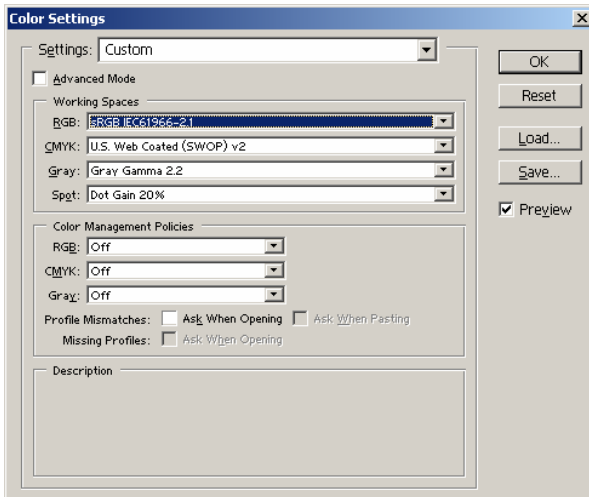 Color Settings
Settings: Custom
OK
Advanced Mode
Reset
Working Spaces
RGB: sRGB IEC61966-2.1
CMYK: U.S. Web Coated (SWOP) v2
Load...
Gray: Gray Gamma 2.2
Save...
Spot: Dot Gain 20%
Preview
Color Management Policies
RGB: Off
CMYK: Off
Gray: Off
Profile Mismatches: Ask When Opening Ask When Pasting
Missing Profiles: Ask When Opening
Description